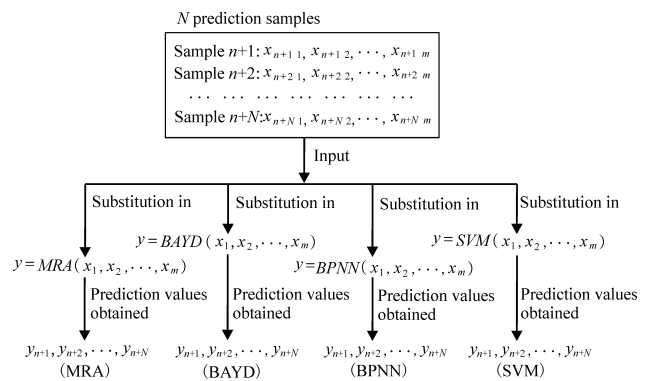 N prediction samples
Sample n+1: x_{n+1 1}, x_{n+1 2}, ···, x_{n+1 m}
Sample n+2: x_{n+2 1}, x_{n+2 2}, ···, x_{n+2 m}
··· ··· ··· ··· ··· ··· ···
Sample n+N: x_{n+N 1}, x_{n+N 2}, ···, x_{n+N m}
Input
Substitution in Substitution in Substitution in Substitution in
y = BAYD(x_1, x_2, ···, x_m) y = SVM(x_1, x_2, ···, x_m)
y = MRA(x_1, x_2, ···, x_m) y = BPNN(x_1, x_2, ···, x_m)
Prediction values Prediction values Prediction values Prediction values
obtained obtained obtained obtained
y_{n+1}, y_{n+2}, ···, y_{n+N} y_{n+1}, y_{n+2}, ···, y_{n+N} y_{n+1}, y_{n+2}, ···, y_{n+N} y_{n+1}, y_{n+2}, ···, y_{n+N}
(MRA) (BAYD) (BPNN) (SVM)